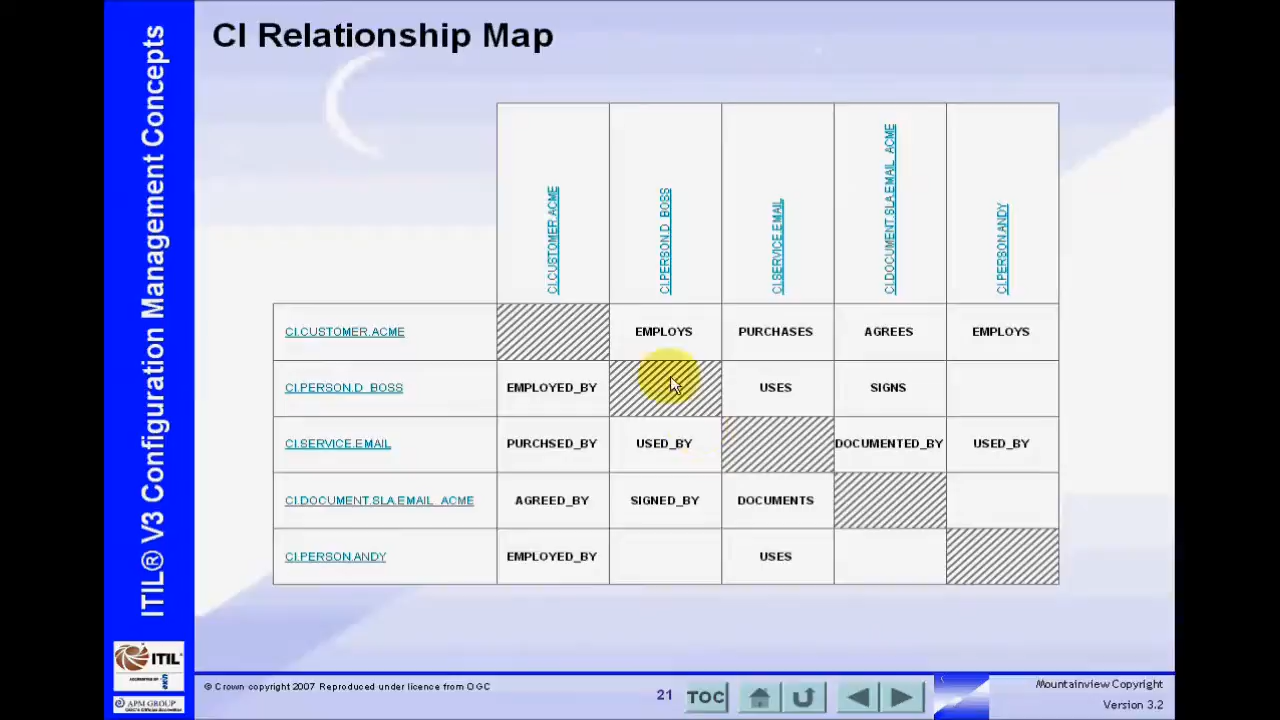 CI Relationship Map
ITIL® V3 Configuration Management Concepts
CI.CUSTOMER.ACME
CI.PERSON.D_BOSS
CI.SERVICE.EMAIL
CI.DOCUMENT.SLA.EMAIL_ACME
CI.PERSON.ANDY
CI.CUSTOMER.ACME EMPLOYS PURCHASES AGREES EMPLOYS
CI.PERSON.D_BOSS EMPLOYED_BY USES SIGNS
CI.SERVICE.EMAIL PURCHSED_BY USED_BY DOCUMENTED_BY USED_BY
CI.DOCUMENT.SLA.EMAIL_ACME AGREED_BY SIGNED_BY DOCUMENTS
CI.PERSON.ANDY EMPLOYED_BY USES
ITIL
APM GROUP
© Crown copyright 2007 Reproduced under licence from OGC
21
TOC
Mountainview Copyright
Version 3.2